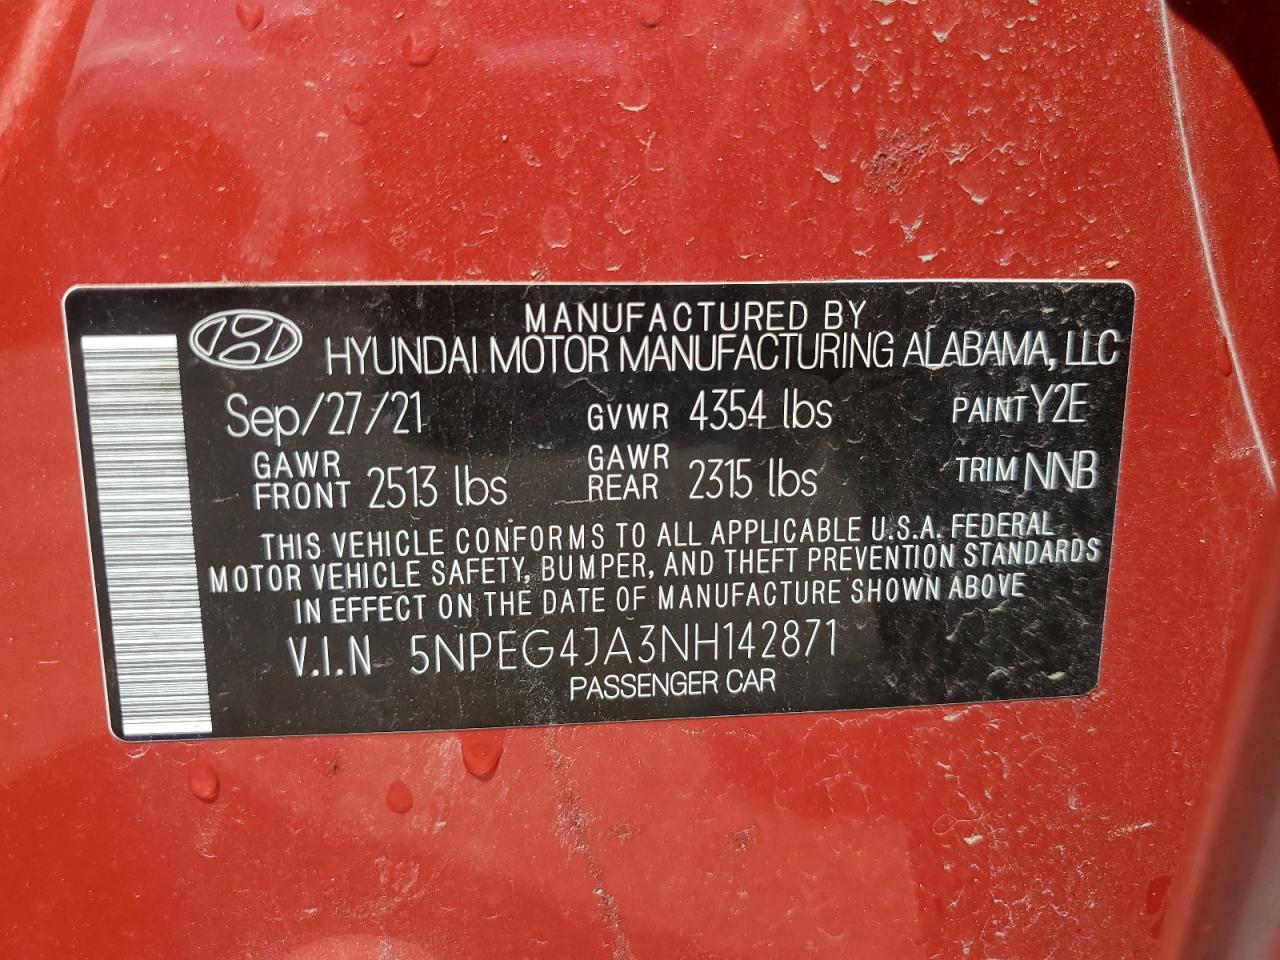 MANUFACTURED BY
HYUNDAI MOTOR MANUFACTURING ALABAMA, LLC
Sep/27/21 GVWR 4354 lbs PAINT Y2E
GAWR FRONT 2513 lbs GAWR REAR 2315 lbs TRIM NNB
THIS VEHICLE CONFORMS TO ALL APPLICABLE U.S.A. FEDERAL
MOTOR VEHICLE SAFETY, BUMPER, AND THEFT PREVENTION STANDARDS
IN EFFECT ON THE DATE OF MANUFACTURE SHOWN ABOVE
V.I.N 5NPEG4JA3NH142871
PASSENGER CAR